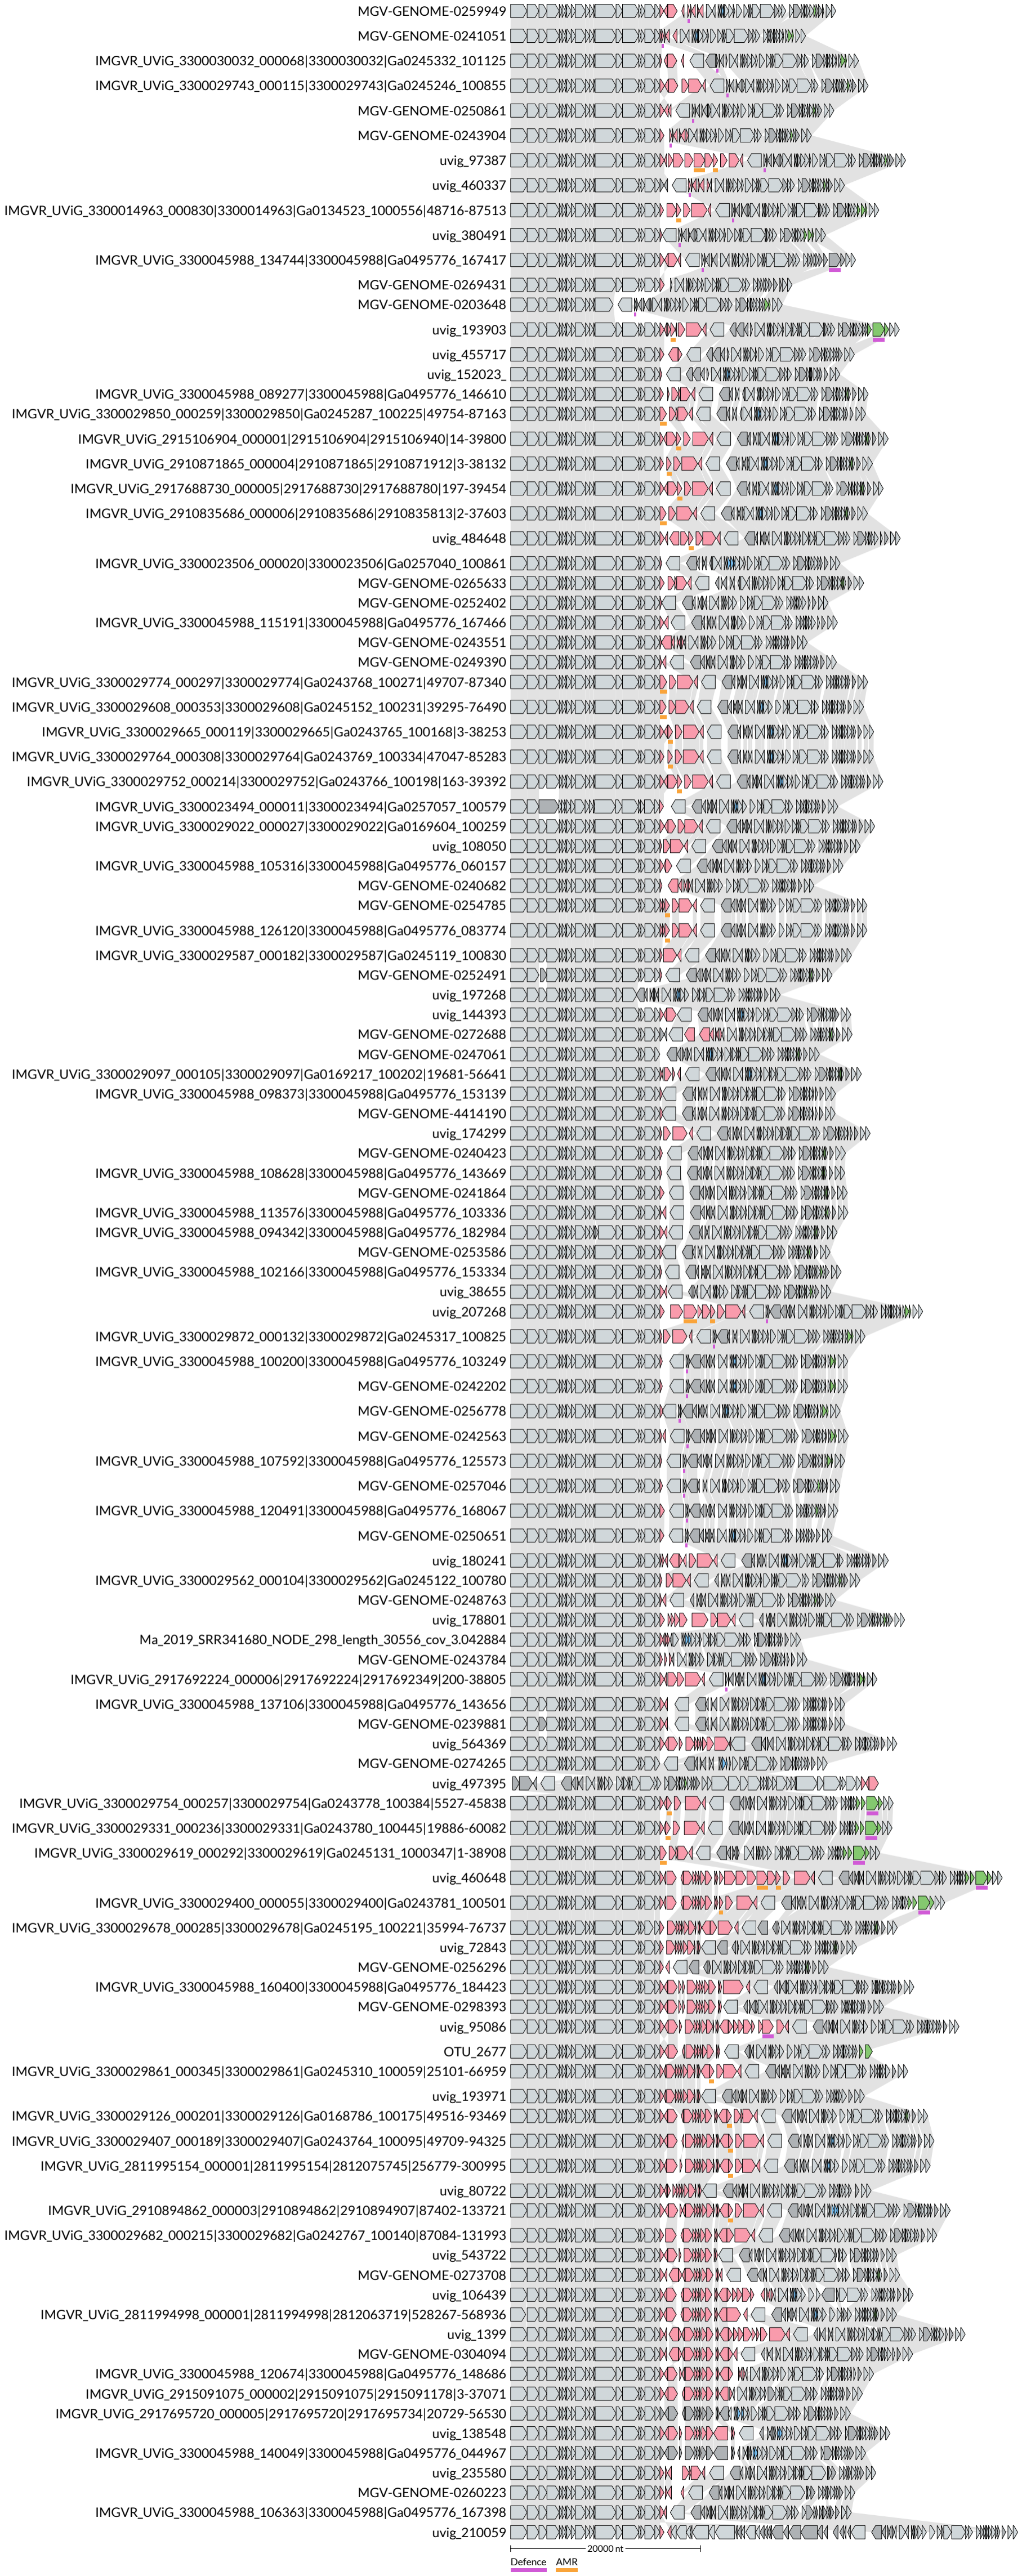 MGV-GENOME-0259949
MGV-GENOME-0241051
IMGVR_UViG_3300030032_000068|3300030032|Ga0245332_101125
IMGVR_UViG_3300029743_000115|3300029743|Ga0245246_100855
MGV-GENOME-0250861
MGV-GENOME-0243904
uvig_97387
uvig_460337
IMGVR_UViG_3300014963_000830|3300014963|Ga0134523_1000556|48716-87513
uvig_380491
IMGVR_UViG_3300045988_134744|3300045988|Ga0495776_167417
MGV-GENOME-0269431
MGV-GENOME-0203648
uvig_193903
uvig_455717
uvig_152023_
IMGVR_UViG_3300045988_089277|3300045988|Ga0495776_146610
IMGVR_UViG_3300029850_000259|3300029850|Ga0245287_100225|49754-87163
IMGVR_UViG_2915106904_000001|2915106904|2915106940|14-39800
IMGVR_UViG_2910871865_000004|2910871865|2910871912|3-38132
IMGVR_UViG_2917688730_000005|2917688730|2917688780|197-39454
IMGVR_UViG_2910835686_000006|2910835686|2910835813|2-37603
uvig_484648
IMGVR_UViG_3300023506_000020|3300023506|Ga0257040_100861
MGV-GENOME-0265633
MGV-GENOME-0252402
IMGVR_UViG_3300045988_115191|3300045988|Ga0495776_167466
MGV-GENOME-0243551
MGV-GENOME-0249390
IMGVR_UViG_3300029774_000297|3300029774|Ga0243768_100271|49707-87340
IMGVR_UViG_3300029608_000353|3300029608|Ga0245152_100231|39295-76490
IMGVR_UViG_3300029665_000119|3300029665|Ga0243765_100168|3-38253
IMGVR_UViG_3300029764_000308|3300029764|Ga0243769_100334|47047-85283
IMGVR_UViG_3300029752_000214|3300029752|Ga0243766_100198|163-39392
IMGVR_UViG_3300023494_000011|3300023494|Ga0257057_100579
IMGVR_UViG_3300029022_000027|3300029022|Ga0169604_100259
uvig_108050
IMGVR_UViG_3300045988_105316|3300045988|Ga0495776_060157
MGV-GENOME-0240682
MGV-GENOME-0254785
IMGVR_UViG_3300045988_126120|3300045988|Ga0495776_083774
IMGVR_UViG_3300029587_000182|3300029587|Ga0245119_100830
MGV-GENOME-0252491
uvig_197268
uvig_144393
MGV-GENOME-0272688
MGV-GENOME-0247061
IMGVR_UViG_3300029097_000105|3300029097|Ga0169217_100202|19681-56641
IMGVR_UViG_3300045988_098373|3300045988|Ga0495776_153139
MGV-GENOME-4414190
uvig_174299
MGV-GENOME-0240423
IMGVR_UViG_3300045988_108628|3300045988|Ga0495776_143669
MGV-GENOME-0241864
IMGVR_UViG_3300045988_113576|3300045988|Ga0495776_103336
IMGVR_UViG_3300045988_094342|3300045988|Ga0495776_182984
MGV-GENOME-0253586
IMGVR_UViG_3300045988_102166|3300045988|Ga0495776_153334
uvig_38655
uvig_207268
IMGVR_UViG_3300029872_000132|3300029872|Ga0245317_100825
IMGVR_UViG_3300045988_100200|3300045988|Ga0495776_103249
MGV-GENOME-0242202
MGV-GENOME-0256778
MGV-GENOME-0242563
IMGVR_UViG_3300045988_107592|3300045988|Ga0495776_125573
MGV-GENOME-0257046
IMGVR_UViG_3300045988_120491|3300045988|Ga0495776_168067
MGV-GENOME-0250651
uvig_180241
IMGVR_UViG_3300029562_000104|3300029562|Ga0245122_100780
MGV-GENOME-0248763
uvig_178801
Ma_2019_SRR341680_NODE_298_length_30556_cov_3.042884
MGV-GENOME-0243784
IMGVR_UViG_2917692224_000006|2917692224|2917692349|200-38805
IMGVR_UViG_3300045988_137106|3300045988|Ga0495776_143656
MGV-GENOME-0239881
uvig_564369
MGV-GENOME-0274265
uvig_497395
IMGVR_UViG_3300029754_000257|3300029754|Ga0243778_100384|5527-45838
IMGVR_UViG_3300029331_000236|3300029331|Ga0243780_100445|19886-60082
IMGVR_UViG_3300029619_000292|3300029619|Ga0245131_1000347|1-38908
uvig_460648
IMGVR_UViG_3300029400_000055|3300029400|Ga0243781_100501
IMGVR_UViG_3300029678_000285|3300029678|Ga0245195_100221|35994-76737
uvig_72843
MGV-GENOME-0256296
IMGVR_UViG_3300045988_160400|3300045988|Ga0495776_184423
MGV-GENOME-0298393
uvig_95086
OTU_2677
IMGVR_UViG_3300029861_000345|3300029861|Ga0245310_100059|25101-66959
uvig_193971
IMGVR_UViG_3300029126_000201|3300029126|Ga0168786_100175|49516-93469
IMGVR_UViG_3300029407_000189|3300029407|Ga0243764_100095|49709-94325
IMGVR_UViG_2811995154_000001|2811995154|2812075745|256779-300995
uvig_80722
IMGVR_UViG_2910894862_000003|2910894862|2910894907|87402-133721
IMGVR_UViG_3300029682_000215|3300029682|Ga0242767_100140|87084-131993
uvig_543722
MGV-GENOME-0273708
uvig_106439
IMGVR_UViG_2811994998_000001|2811994998|2812063719|528267-568936
uvig_1399
MGV-GENOME-0304094
IMGVR_UViG_3300045988_120674|3300045988|Ga0495776_148686
IMGVR_UViG_2915091075_000002|2915091075|2915091178|3-37071
IMGVR_UViG_2917695720_000005|2917695720|2917695734|20729-56530
uvig_138548
IMGVR_UViG_3300045988_140049|3300045988|Ga0495776_044967
uvig_235580
MGV-GENOME-0260223
IMGVR_UViG_3300045988_106363|3300045988|Ga0495776_167398
uvig_210059
20000 nt
Defence AMR